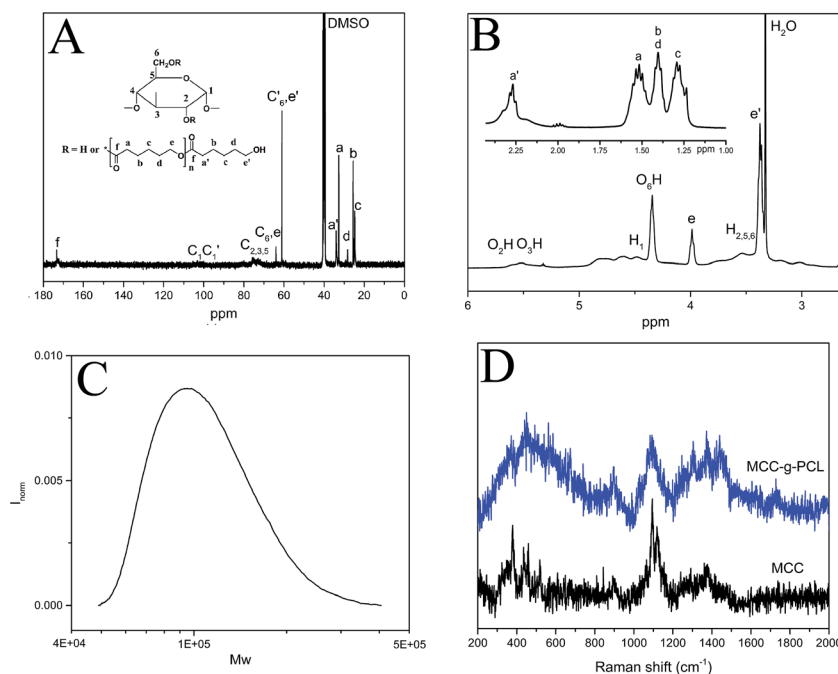 A
DMSO
6
CH₂OR
5
O
4
1
O
3
2
OR
O
C'₆,e'
R = H or *
f
a
c
e
O
b
d
O
n
O
f
b
d
OH
a'
c
e'
f
C₁C₁'
C₂,₃,₅
C₆,e
a'
a
d
b
c
180 160 140 120 100 80 60 40 20 0
ppm
B
H₂O
a'
a
b
d
c
2.25 2.00 1.75 1.50 1.25 1.00
ppm
e'
O₆H
e
O₂H O₃H
H₁
H₂,₅,₆
6 5 4 3
ppm
C
0.010
0.005
0.000
Iₙₒᵣₘ
4E+04 1E+05 5E+05
Mw
D
MCC-g-PCL
MCC
200 400 600 800 1000 1200 1400 1600 1800 2000
Raman shift (cm⁻¹)